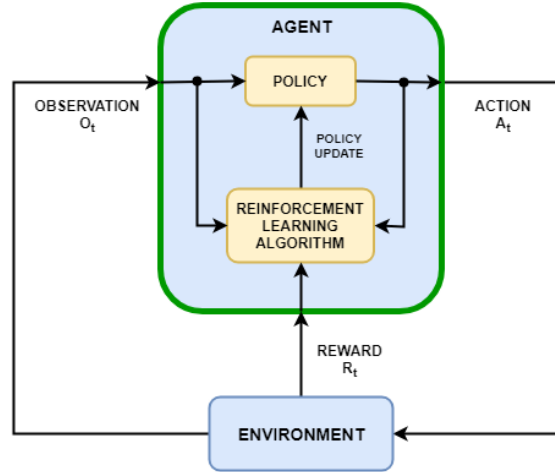 AGENT
OBSERVATION
Oₜ
POLICY
ACTION
Aₜ
POLICY
UPDATE
REINFORCEMENT
LEARNING
ALGORITHM
REWARD
Rₜ
ENVIRONMENT